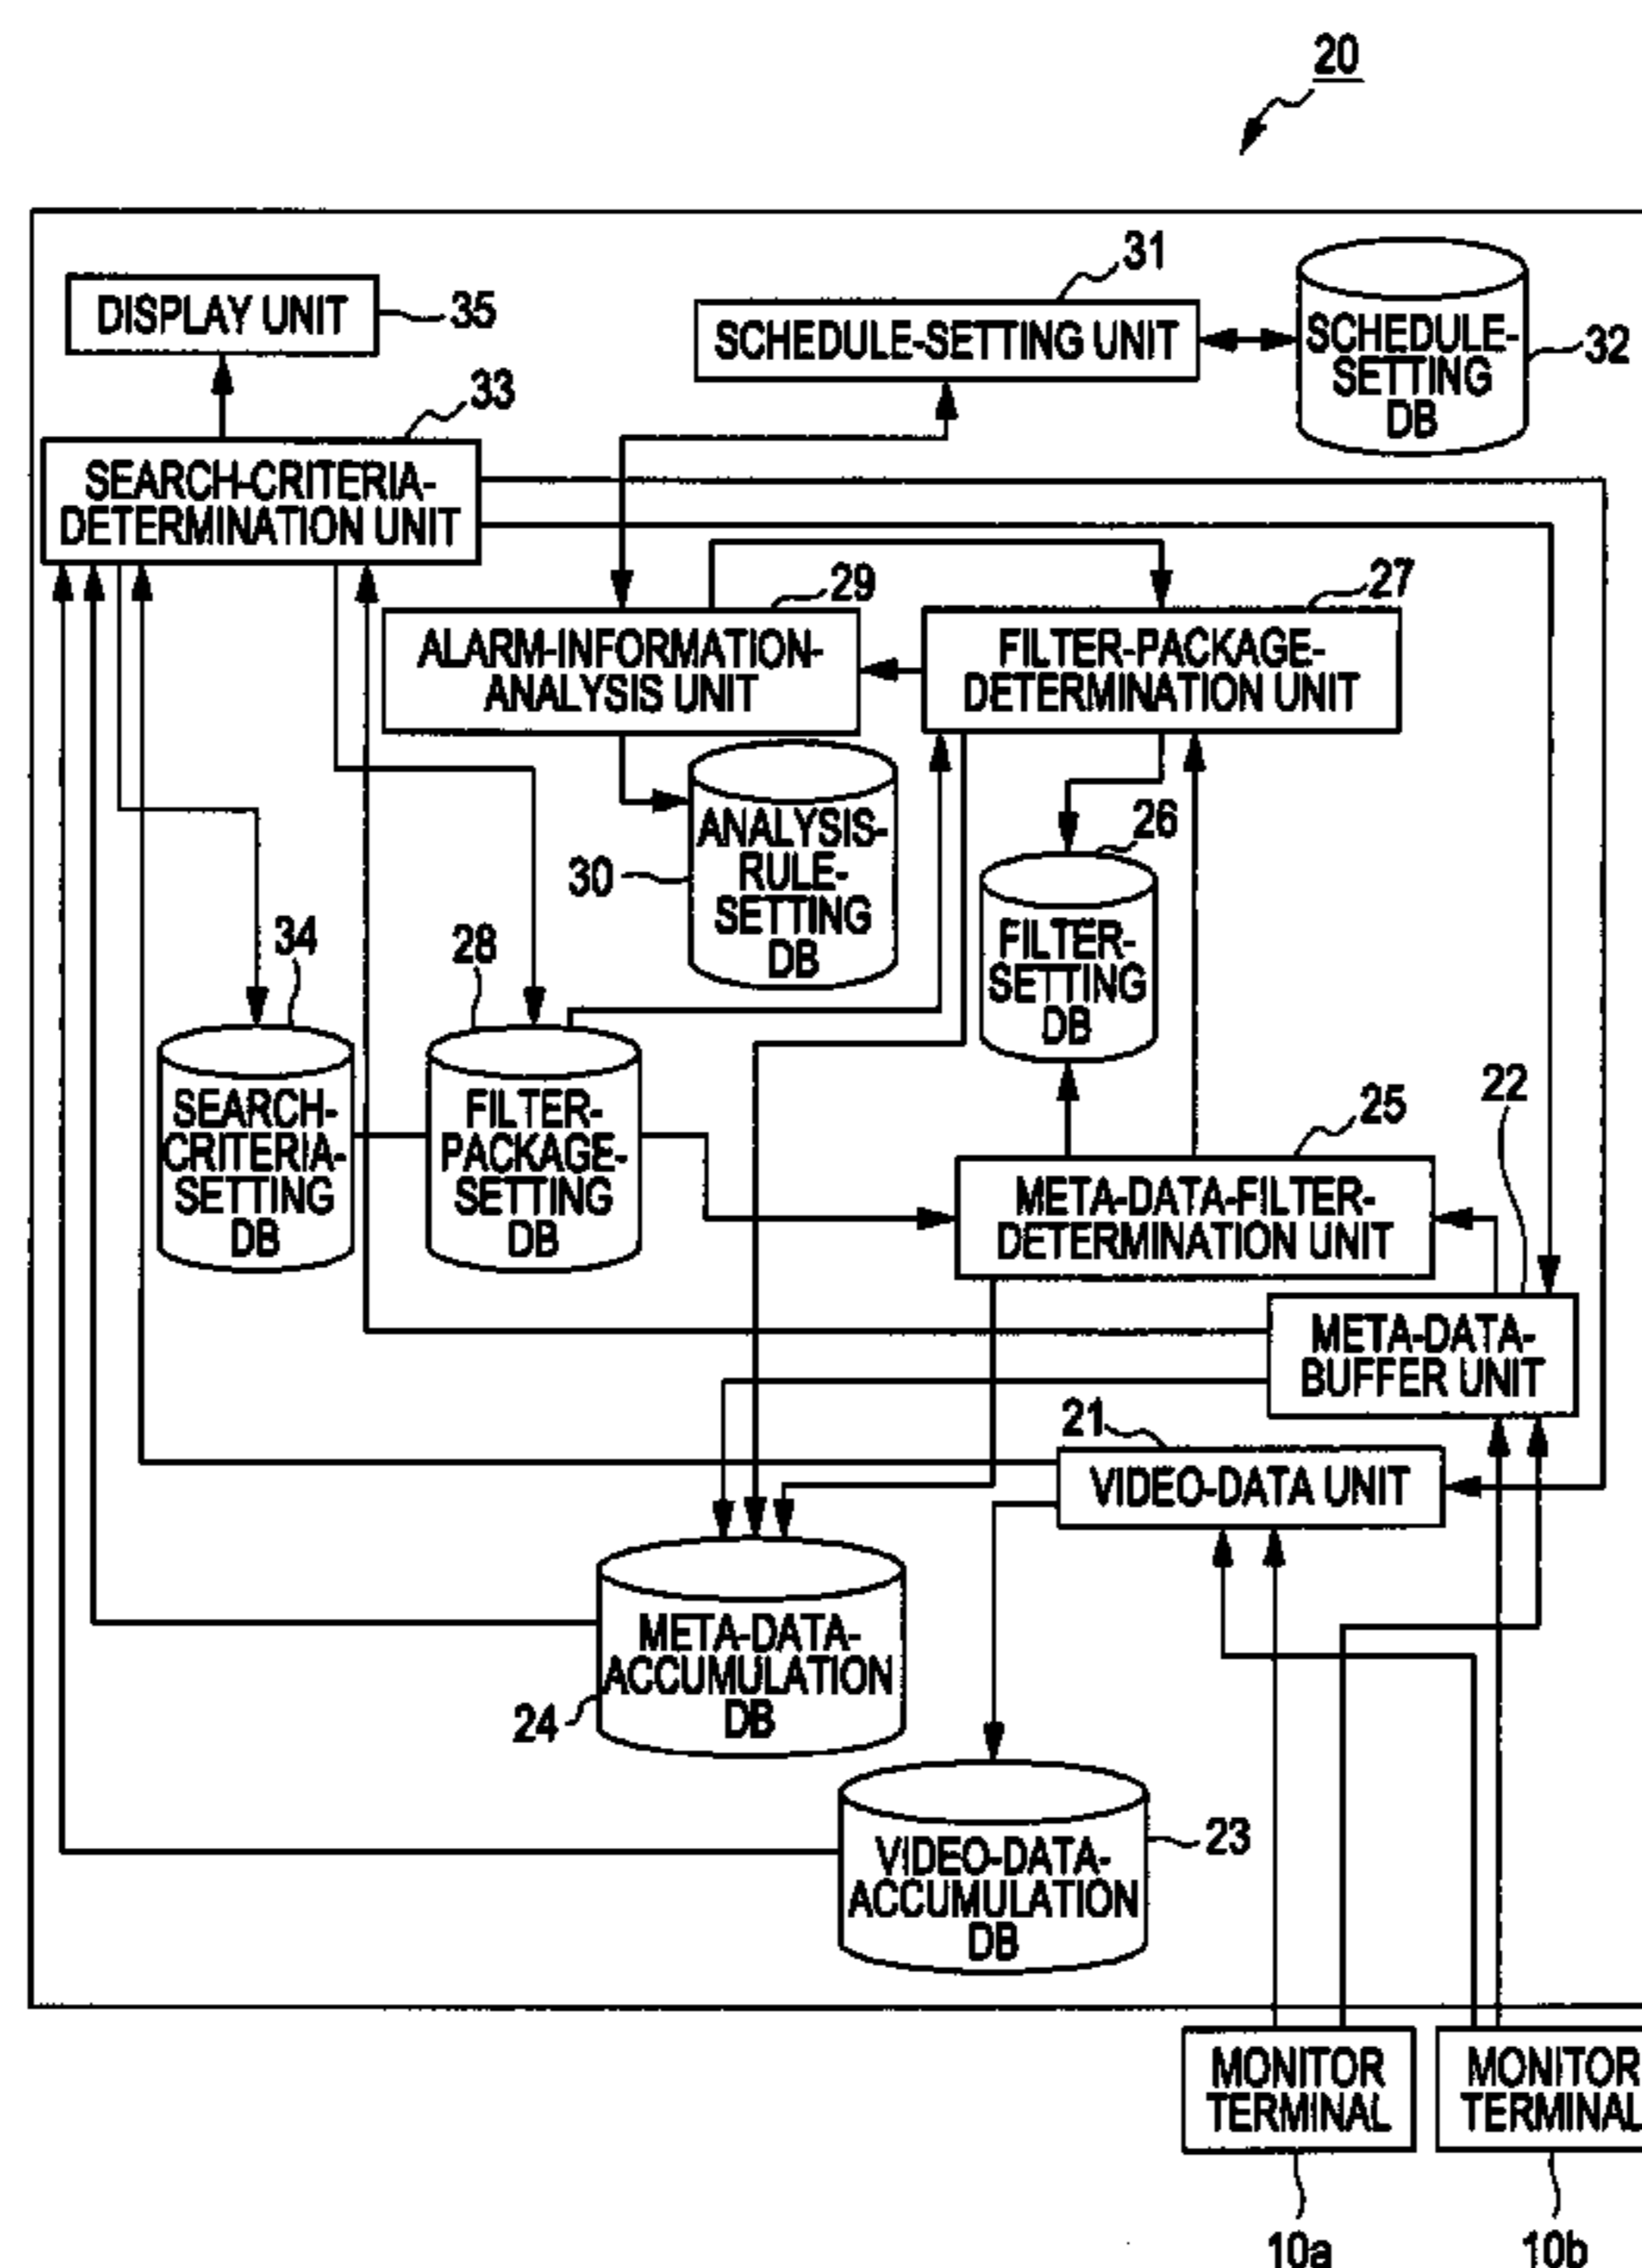 20
31
DISPLAY UNIT
35
SCHEDULE-SETTING UNIT
SCHEDULE-
SETTING
DB
32
33
SEARCH-CRITERIA-
DETERMINATION UNIT
29
27
ALARM-INFORMATION-
ANALYSIS UNIT
FILTER-PACKAGE-
DETERMINATION UNIT
30
ANALYSIS-
RULE-
SETTING
DB
26
FILTER-
SETTING
DB
34
28
SEARCH-
CRITERIA-
SETTING
DB
FILTER-
PACKAGE-
SETTING
DB
25
22
META-DATA-FILTER-
DETERMINATION UNIT
META-DATA-
BUFFER UNIT
21
VIDEO-DATA UNIT
META-DATA-
ACCUMULATION
DB
24
VIDEO-DATA-
ACCUMULATION
DB
23
MONITOR
TERMINAL
MONITOR
TERMINAL
10a
10b